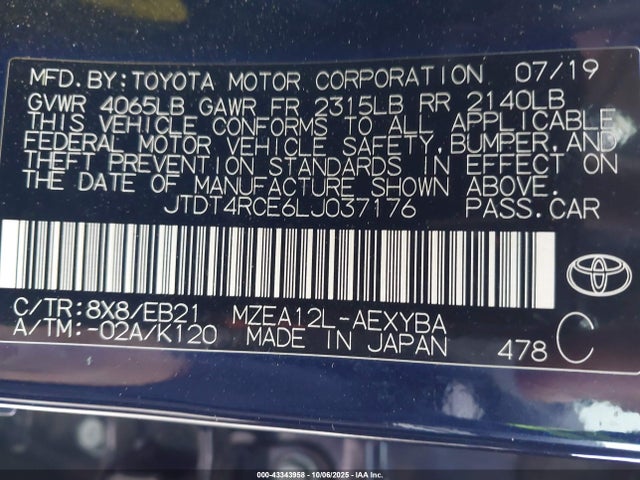 MFD. BY: TOYOTA MOTOR CORPORATION 07/19
GVWR 4065LB GAWR FR 2315LB RR 2140LB
THIS VEHICLE CONFORMS TO ALL APPLICABLE
FEDERAL MOTOR VEHICLE SAFETY, BUMPER, AND
THEFT PREVENTION STANDARDS IN EFFECT ON
THE DATE OF MANUFACTURE SHOWN ABOVE.
JTDT4RCE6LJ037176 PASS. CAR
C/TR: 8X8/EB21 MZEA12L-AEXYBA
A/TM: -02A/K120 MADE IN JAPAN 478 C
000-43343958 - 10/06/2025 - IAA Inc.